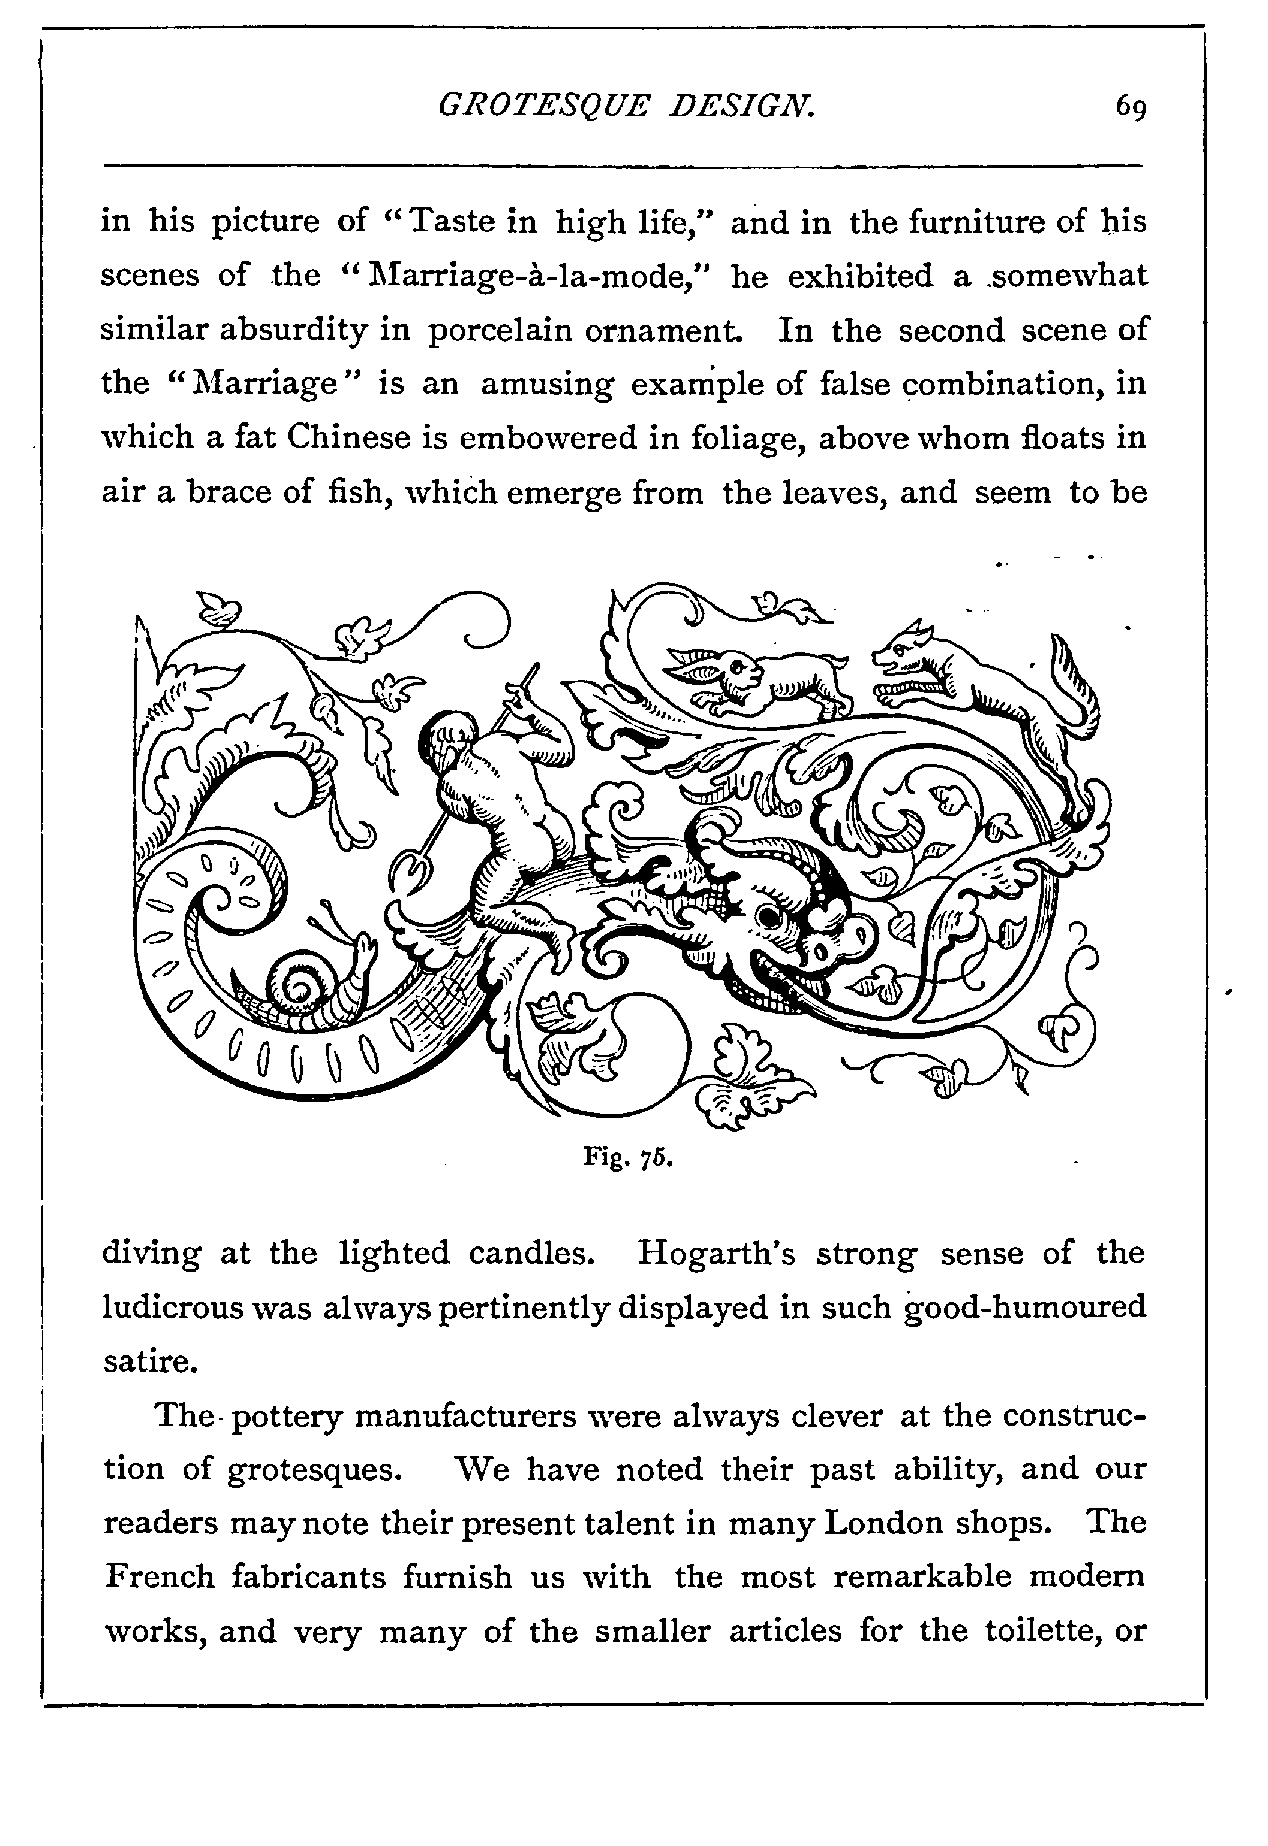 GROTESQUE DESIGN. 69
in his picture of “Taste in high life,” and in the furniture of his
scenes of the “Marriage-à-la-mode,” he exhibited a somewhat
similar absurdity in porcelain ornament. In the second scene of
the “Marriage” is an amusing example of false combination, in
which a fat Chinese is embowered in foliage, above whom floats in
air a brace of fish, which emerge from the leaves, and seem to be
Fig. 75.
diving at the lighted candles. Hogarth’s strong sense of the
ludicrous was always pertinently displayed in such good-humoured
satire.
The pottery manufacturers were always clever at the construc-
tion of grotesques. We have noted their past ability, and our
readers may note their present talent in many London shops. The
French fabricants furnish us with the most remarkable modern
works, and very many of the smaller articles for the toilette, or